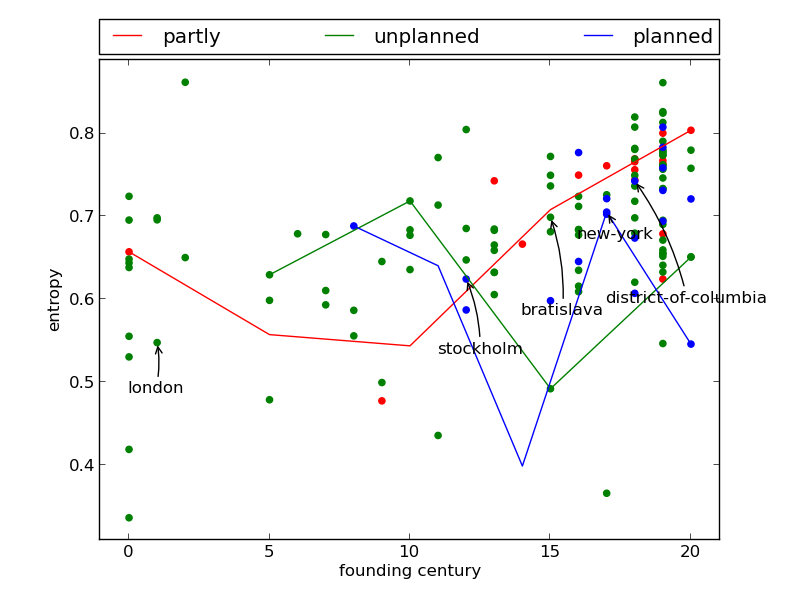 partly unplanned planned
0.8
0.7
new-york
0.6
district-of-columbia
bratislava
stockholm
0.5
london
0.4
entropy
0 5 10 15 20
founding century